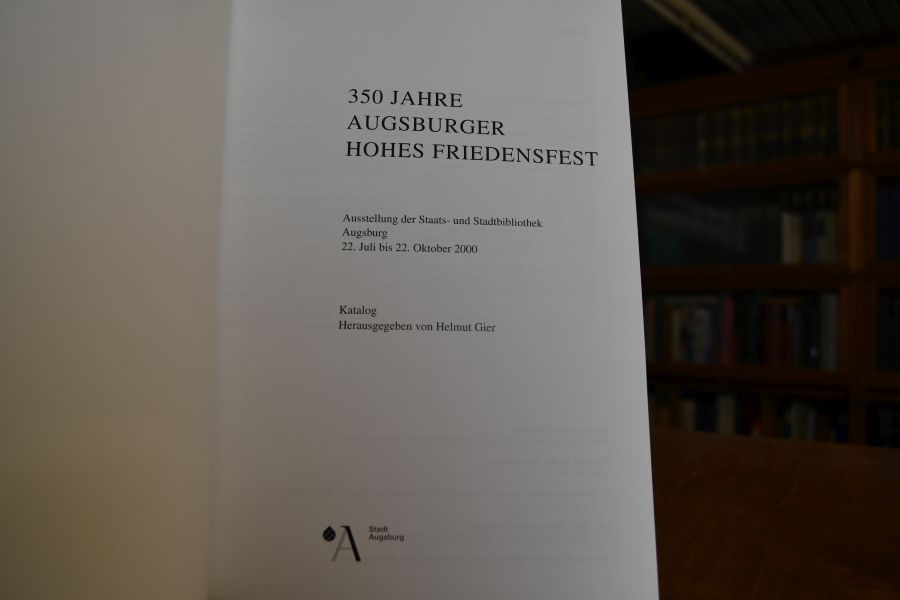 350 JAHRE
AUGSBURGER
HOHES FRIEDENSFEST
Ausstellung der Staats- und Stadtbibliothek
Augsburg
22. Juli bis 22. Oktober 2000
Katalog
Herausgegeben von Helmut Gier
A
Stadt
Augsburg